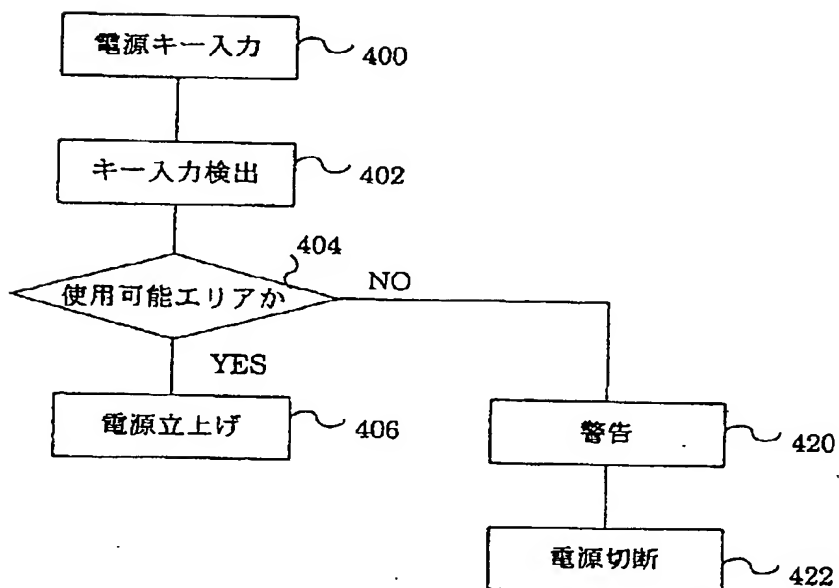 電源キー入力 400
キー入力検出 402
404
使用可能エリアか NO
YES
電源立上げ 406
警告 420
電源切断 422